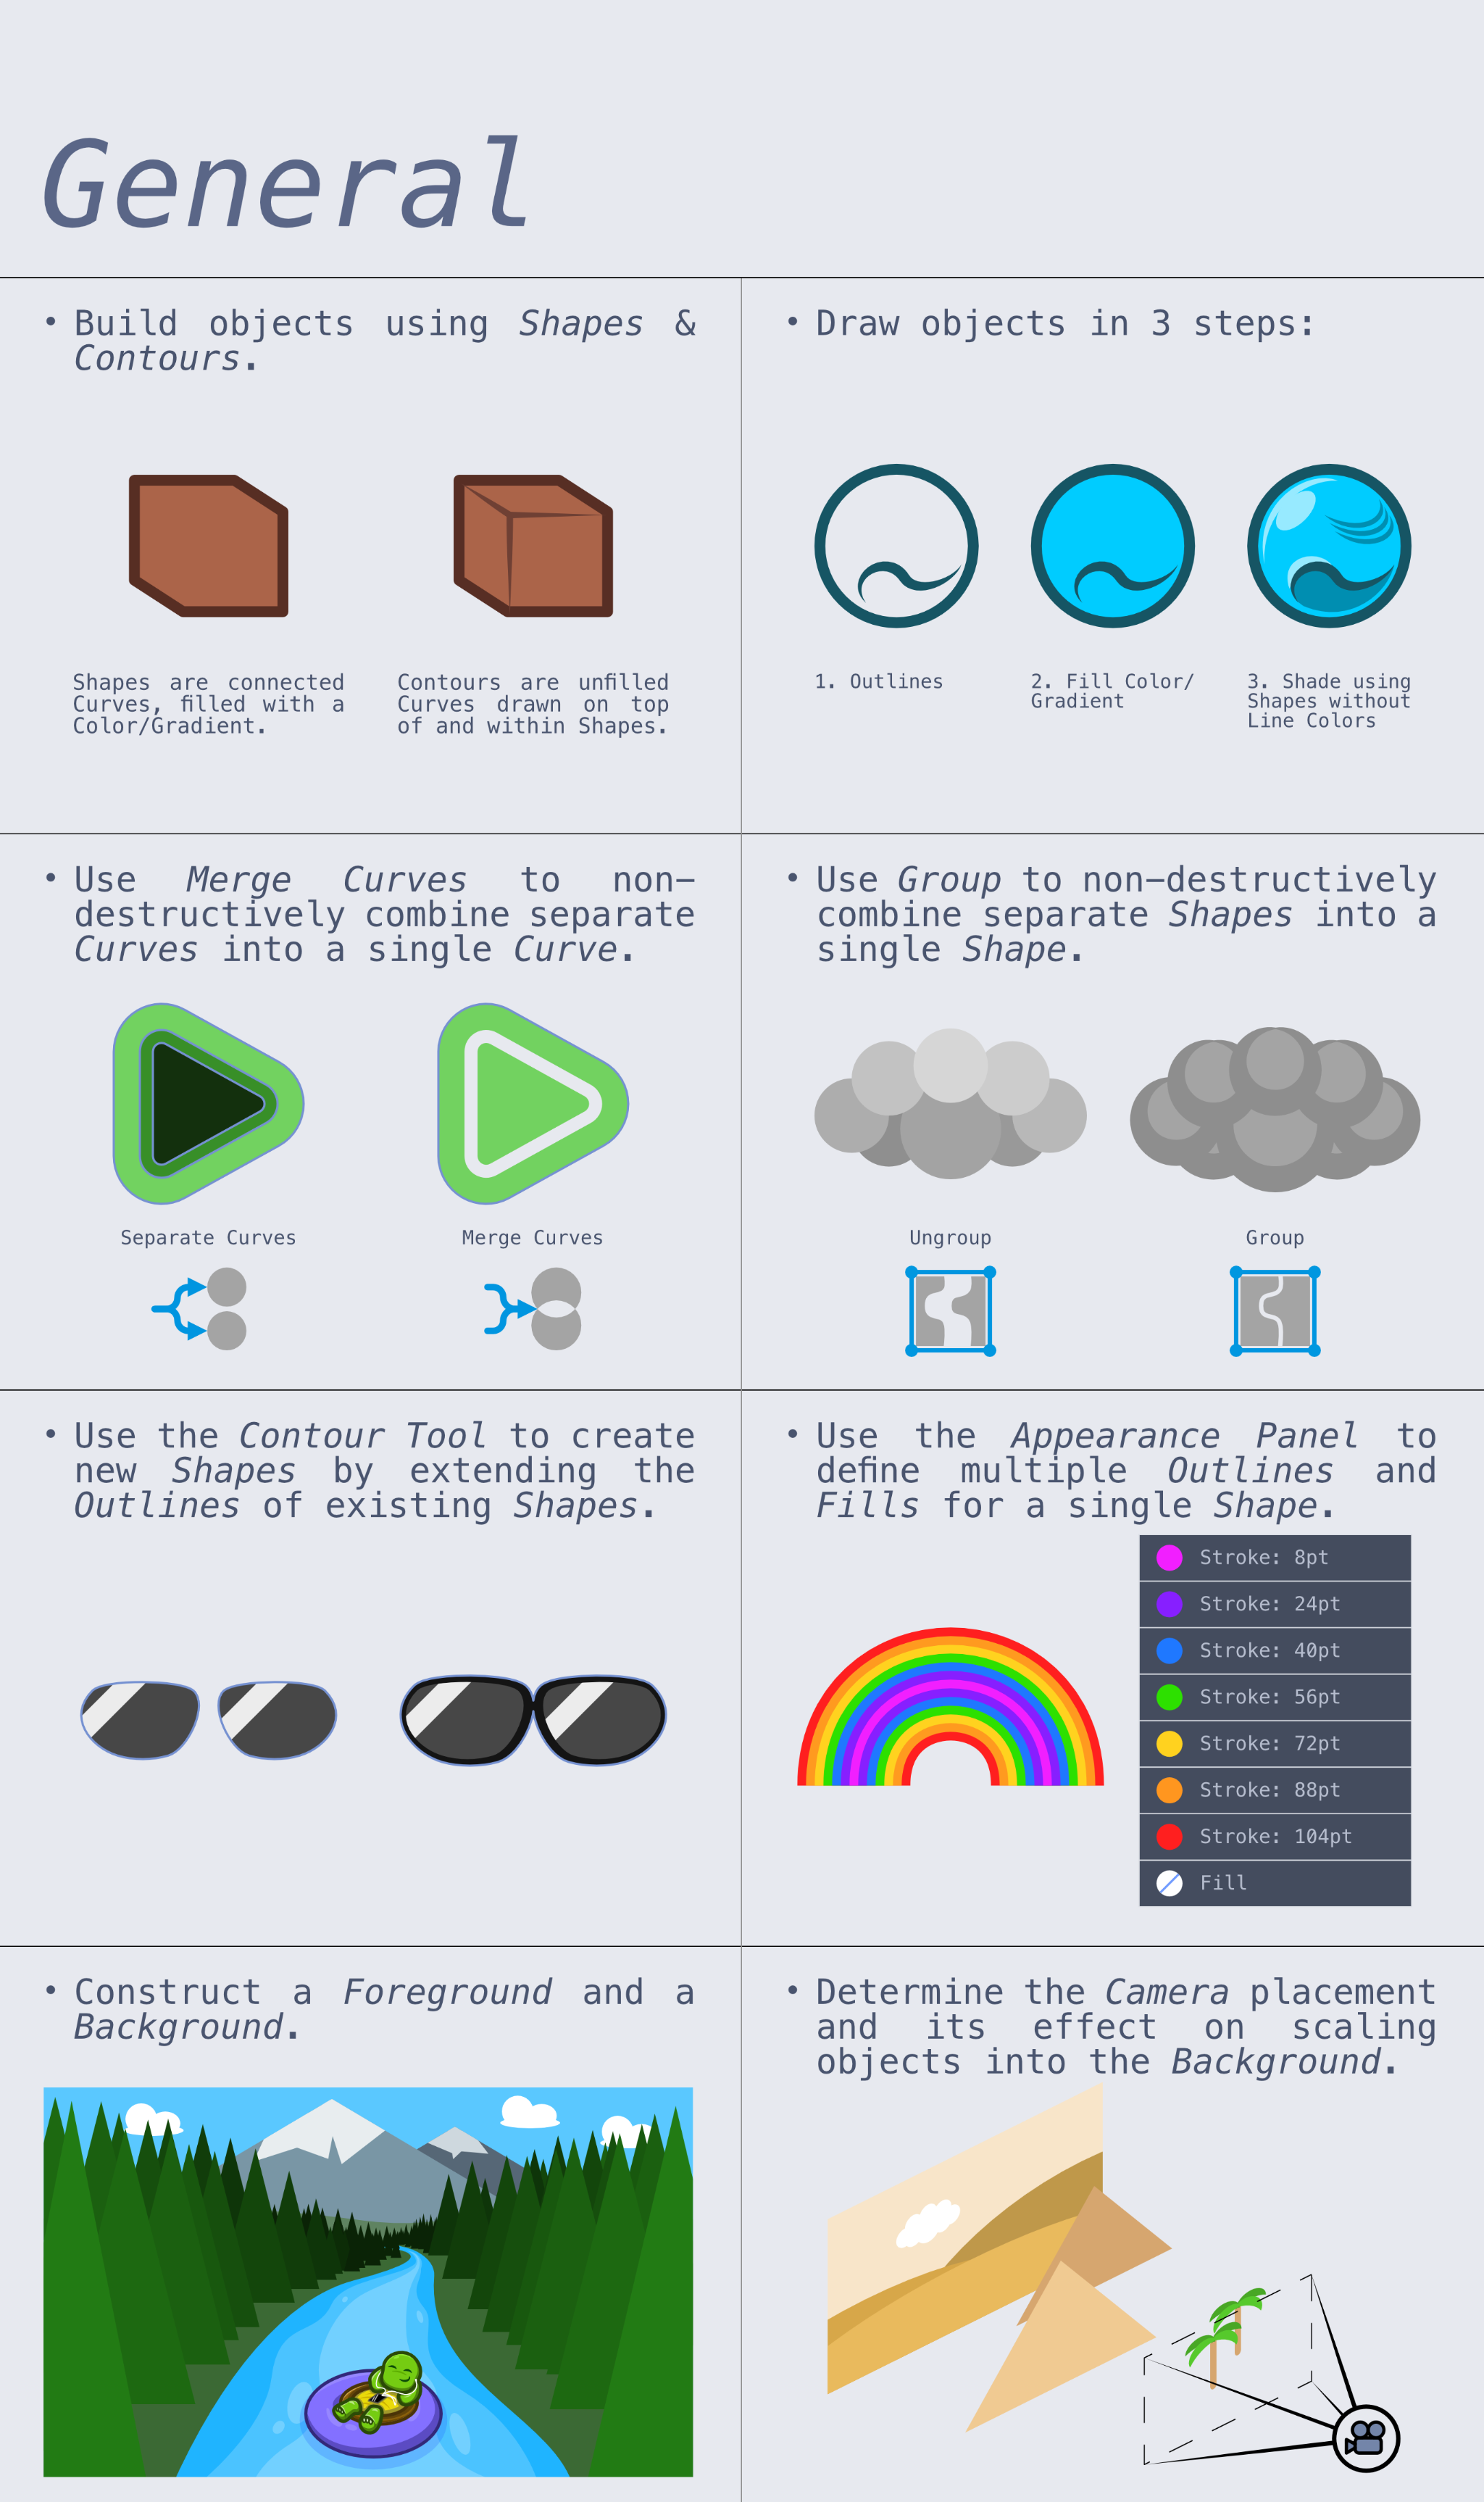 General
• Build objects using Shapes &
Contours.
Shapes are connected
Curves, filled with a
Color/Gradient.
Contours are unfilled
Curves drawn on top
of and within Shapes.
• Draw objects in 3 steps:
1. Outlines
2. Fill Color/
Gradient
3. Shade using
Shapes without
Line Colors
• Use Merge Curves to non-
destructively combine separate
Curves into a single Curve.
Separate Curves
Merge Curves
• Use Group to non-destructively
combine separate Shapes into a
single Shape.
Ungroup
Group
• Use the Contour Tool to create
new Shapes by extending the
Outlines of existing Shapes.
• Use the Appearance Panel to
define multiple Outlines and
Fills for a single Shape.
Stroke: 8pt
Stroke: 24pt
Stroke: 40pt
Stroke: 56pt
Stroke: 72pt
Stroke: 88pt
Stroke: 104pt
Fill
• Construct a Foreground and a
Background.
• Determine the Camera placement
and its effect on scaling
objects into the Background.